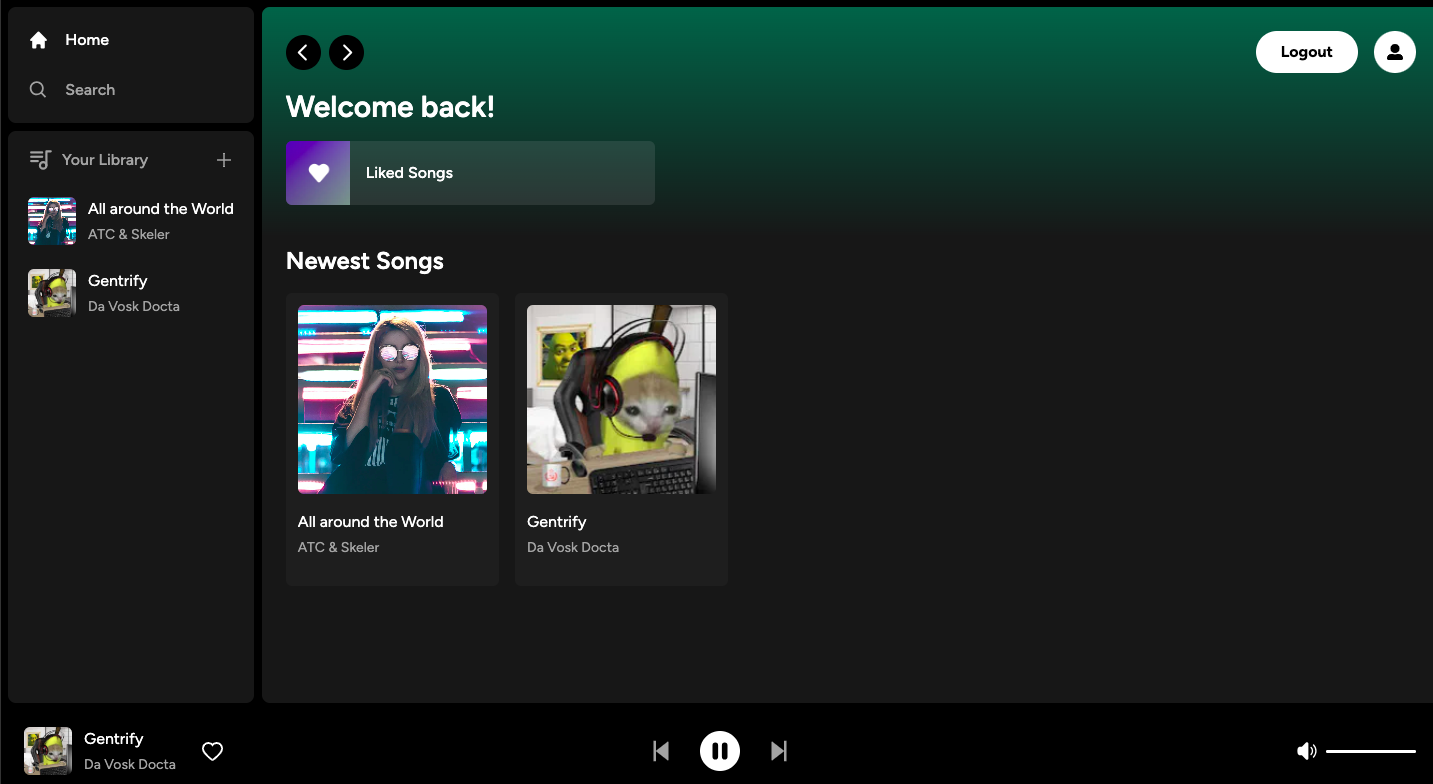 Home
Search
Your Library
All around the World
ATC & Skeler
Gentrify
Da Vosk Docta
Logout
Welcome back!
Liked Songs
Newest Songs
All around the World
ATC & Skeler
Gentrify
Da Vosk Docta
Gentrify
Da Vosk Docta